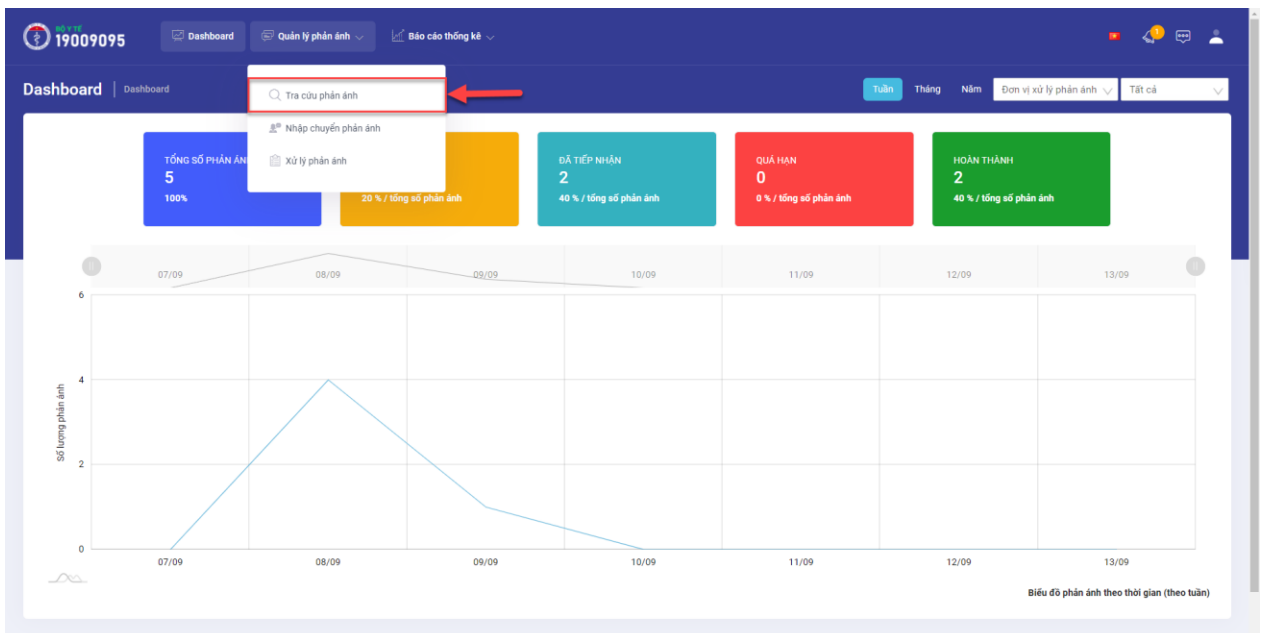 BỘ Y TẾ
19009095
Dashboard
Quản lý phản ánh
Báo cáo thống kê
1
Dashboard
Dashboard
Tuần
Tháng
Năm
Đơn vị xử lý phản ánh
Tất cả
Tra cứu phản ánh
Nhập chuyển phản ánh
Xử lý phản ánh
TỔNG SỐ PHẢN ÁN
5
100%
20 % / tổng số phản ánh
ĐÃ TIẾP NHẬN
2
40 % / tổng số phản ánh
QUÁ HẠN
0
0 % / tổng số phản ánh
HOÀN THÀNH
2
40 % / tổng số phản ánh
07/09 08/09 09/09 10/09 11/09 12/09 13/09
6
4
2
0
Số lượng phản ánh
07/09 08/09 09/09 10/09 11/09 12/09 13/09
Biểu đồ phản ánh theo thời gian (theo tuần)